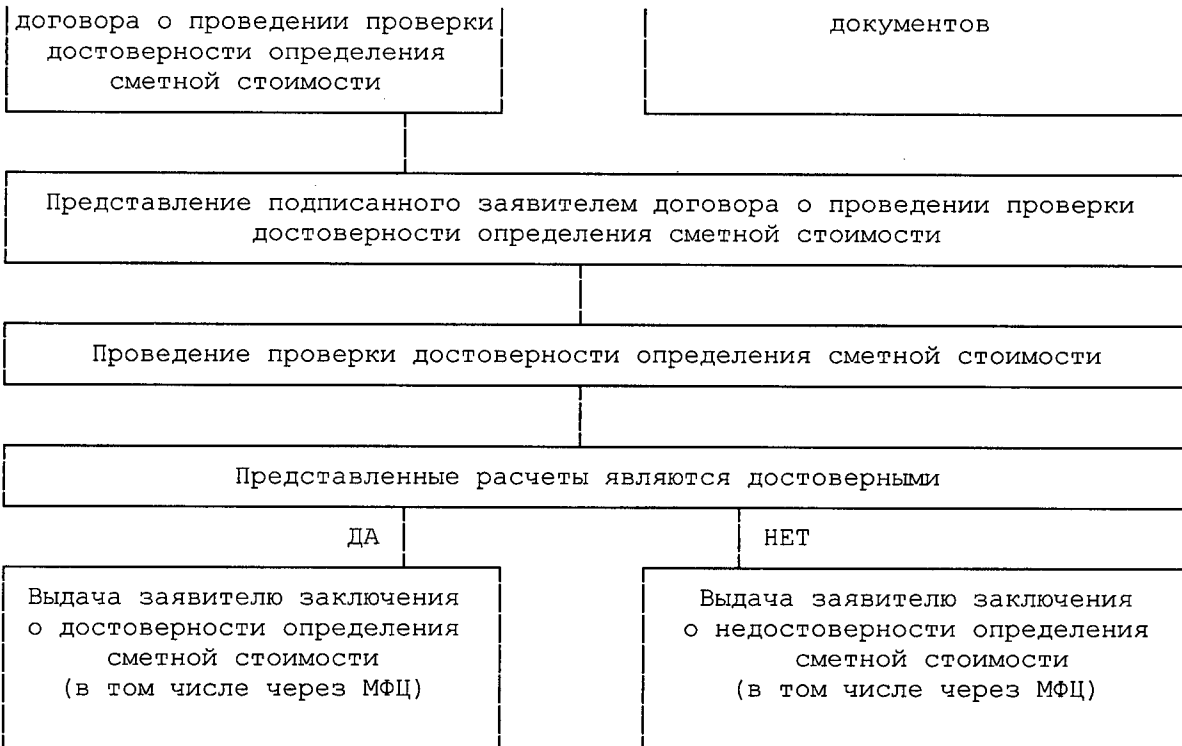 договора о проведении проверки
достоверности определения
сметной стоимости
документов
Представление подписанного заявителем договора о проведении проверки
достоверности определения сметной стоимости
Проведение проверки достоверности определения сметной стоимости
Представленные расчеты являются достоверными
ДА
НЕТ
Выдача заявителю заключения
о достоверности определения
сметной стоимости
(в том числе через МФЦ)
Выдача заявителю заключения
о недостоверности определения
сметной стоимости
(в том числе через МФЦ)